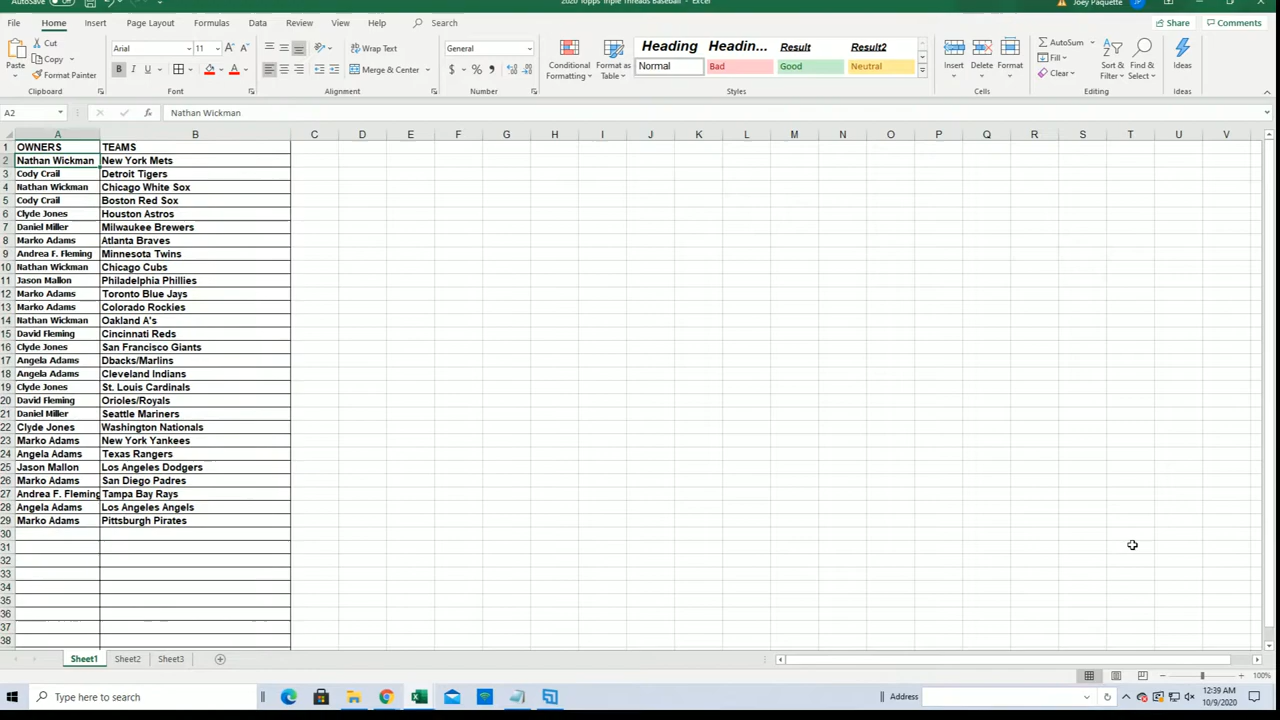 AutoSave 2020 Topps Triple Threads Baseball - Excel Joey Paquette JP
File Home Insert Page Layout Formulas Data Review View Help Search Share Comments
Paste Cut Copy Format Painter Clipboard
Arial 11 A A B I U A Font
Wrap Text Merge & Center Alignment
General $ % , Number
Conditional Formatting Format as Table
Heading Headin... Result Result2
Normal Bad Good Neutral
Styles
Insert Delete Format Cells
AutoSum Fill Clear Sort & Filter Find & Select Editing
Ideas Ideas
A2 fx Nathan Wickman
A B C D E F G H I J K L M N O P Q R S T U V
1 OWNERS TEAMS
2 Nathan Wickman New York Mets
3 Cody Crail Detroit Tigers
4 Nathan Wickman Chicago White Sox
5 Cody Crail Boston Red Sox
6 Clyde Jones Houston Astros
7 Daniel Miller Milwaukee Brewers
8 Marko Adams Atlanta Braves
9 Andrea F. Fleming Minnesota Twins
10 Nathan Wickman Chicago Cubs
11 Jason Mallon Philadelphia Phillies
12 Marko Adams Toronto Blue Jays
13 Marko Adams Colorado Rockies
14 Nathan Wickman Oakland A's
15 David Fleming Cincinnati Reds
16 Clyde Jones San Francisco Giants
17 Angela Adams Dbacks/Marlins
18 Angela Adams Cleveland Indians
19 Clyde Jones St. Louis Cardinals
20 David Fleming Orioles/Royals
21 Daniel Miller Seattle Mariners
22 Clyde Jones Washington Nationals
23 Marko Adams New York Yankees
24 Angela Adams Texas Rangers
25 Jason Mallon Los Angeles Dodgers
26 Marko Adams San Diego Padres
27 Andrea F. Fleming Tampa Bay Rays
28 Angela Adams Los Angeles Angels
29 Marko Adams Pittsburgh Pirates
30
31
32
33
34
35
36
37
38
Sheet1 Sheet2 Sheet3
100%
Type here to search Address 12:39 AM
10/9/2020